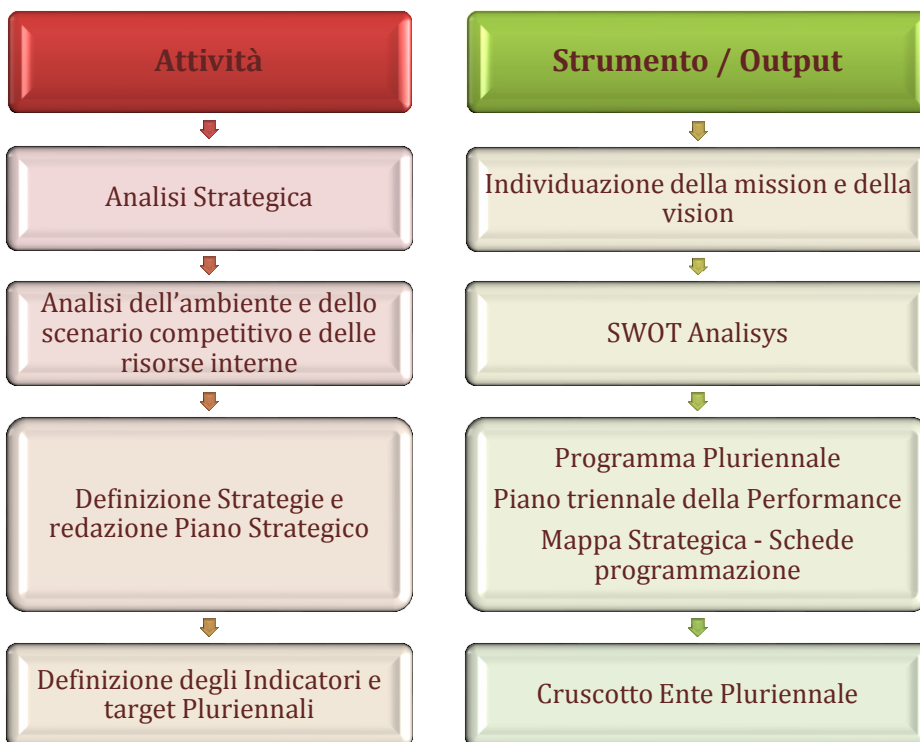 Attività
Analisi Strategica
Analisi dell’ambiente e dello
scenario competitivo e delle
risorse interne
Definizione Strategie e
redazione Piano Strategico
Definizione degli Indicatori e
target Pluriennali
Strumento / Output
Individuazione della mission e della
vision
SWOT Analisys
Programma Pluriennale
Piano triennale della Performance
Mappa Strategica - Schede
programmazione
Cruscotto Ente Pluriennale